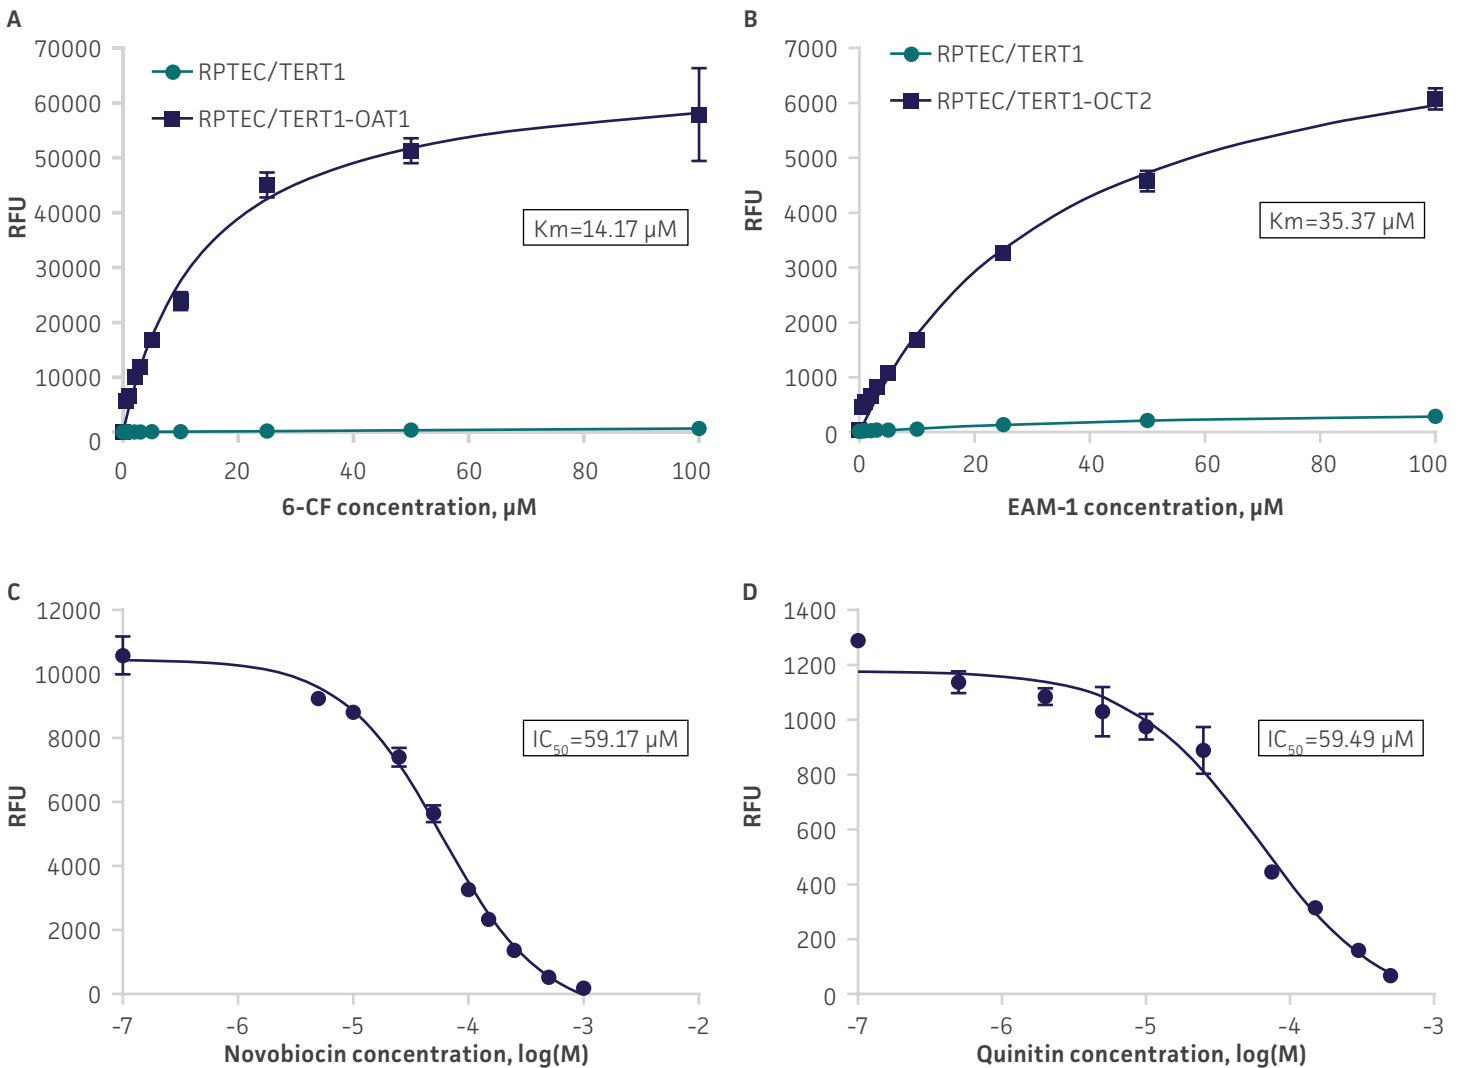 A
70000
60000
50000
40000
30000
20000
10000
0
RFU
RPTEC/TERT1
RPTEC/TERT1-OAT1
Km=14.17 µM
0 20 40 60 80 100
6-CF concentration, µM
B
7000
6000
5000
4000
3000
2000
1000
0
RFU
RPTEC/TERT1
RPTEC/TERT1-OCT2
Km=35.37 µM
0 20 40 60 80 100
EAM-1 concentration, µM
C
12000
10000
8000
6000
4000
2000
0
RFU
IC50=59.17 µM
-7 -6 -5 -4 -3 -2
Novobiocin concentration, log(M)
D
1400
1200
1000
800
600
400
200
0
RFU
IC50=59.49 µM
-7 -6 -5 -4 -3
Quinitin concentration, log(M)